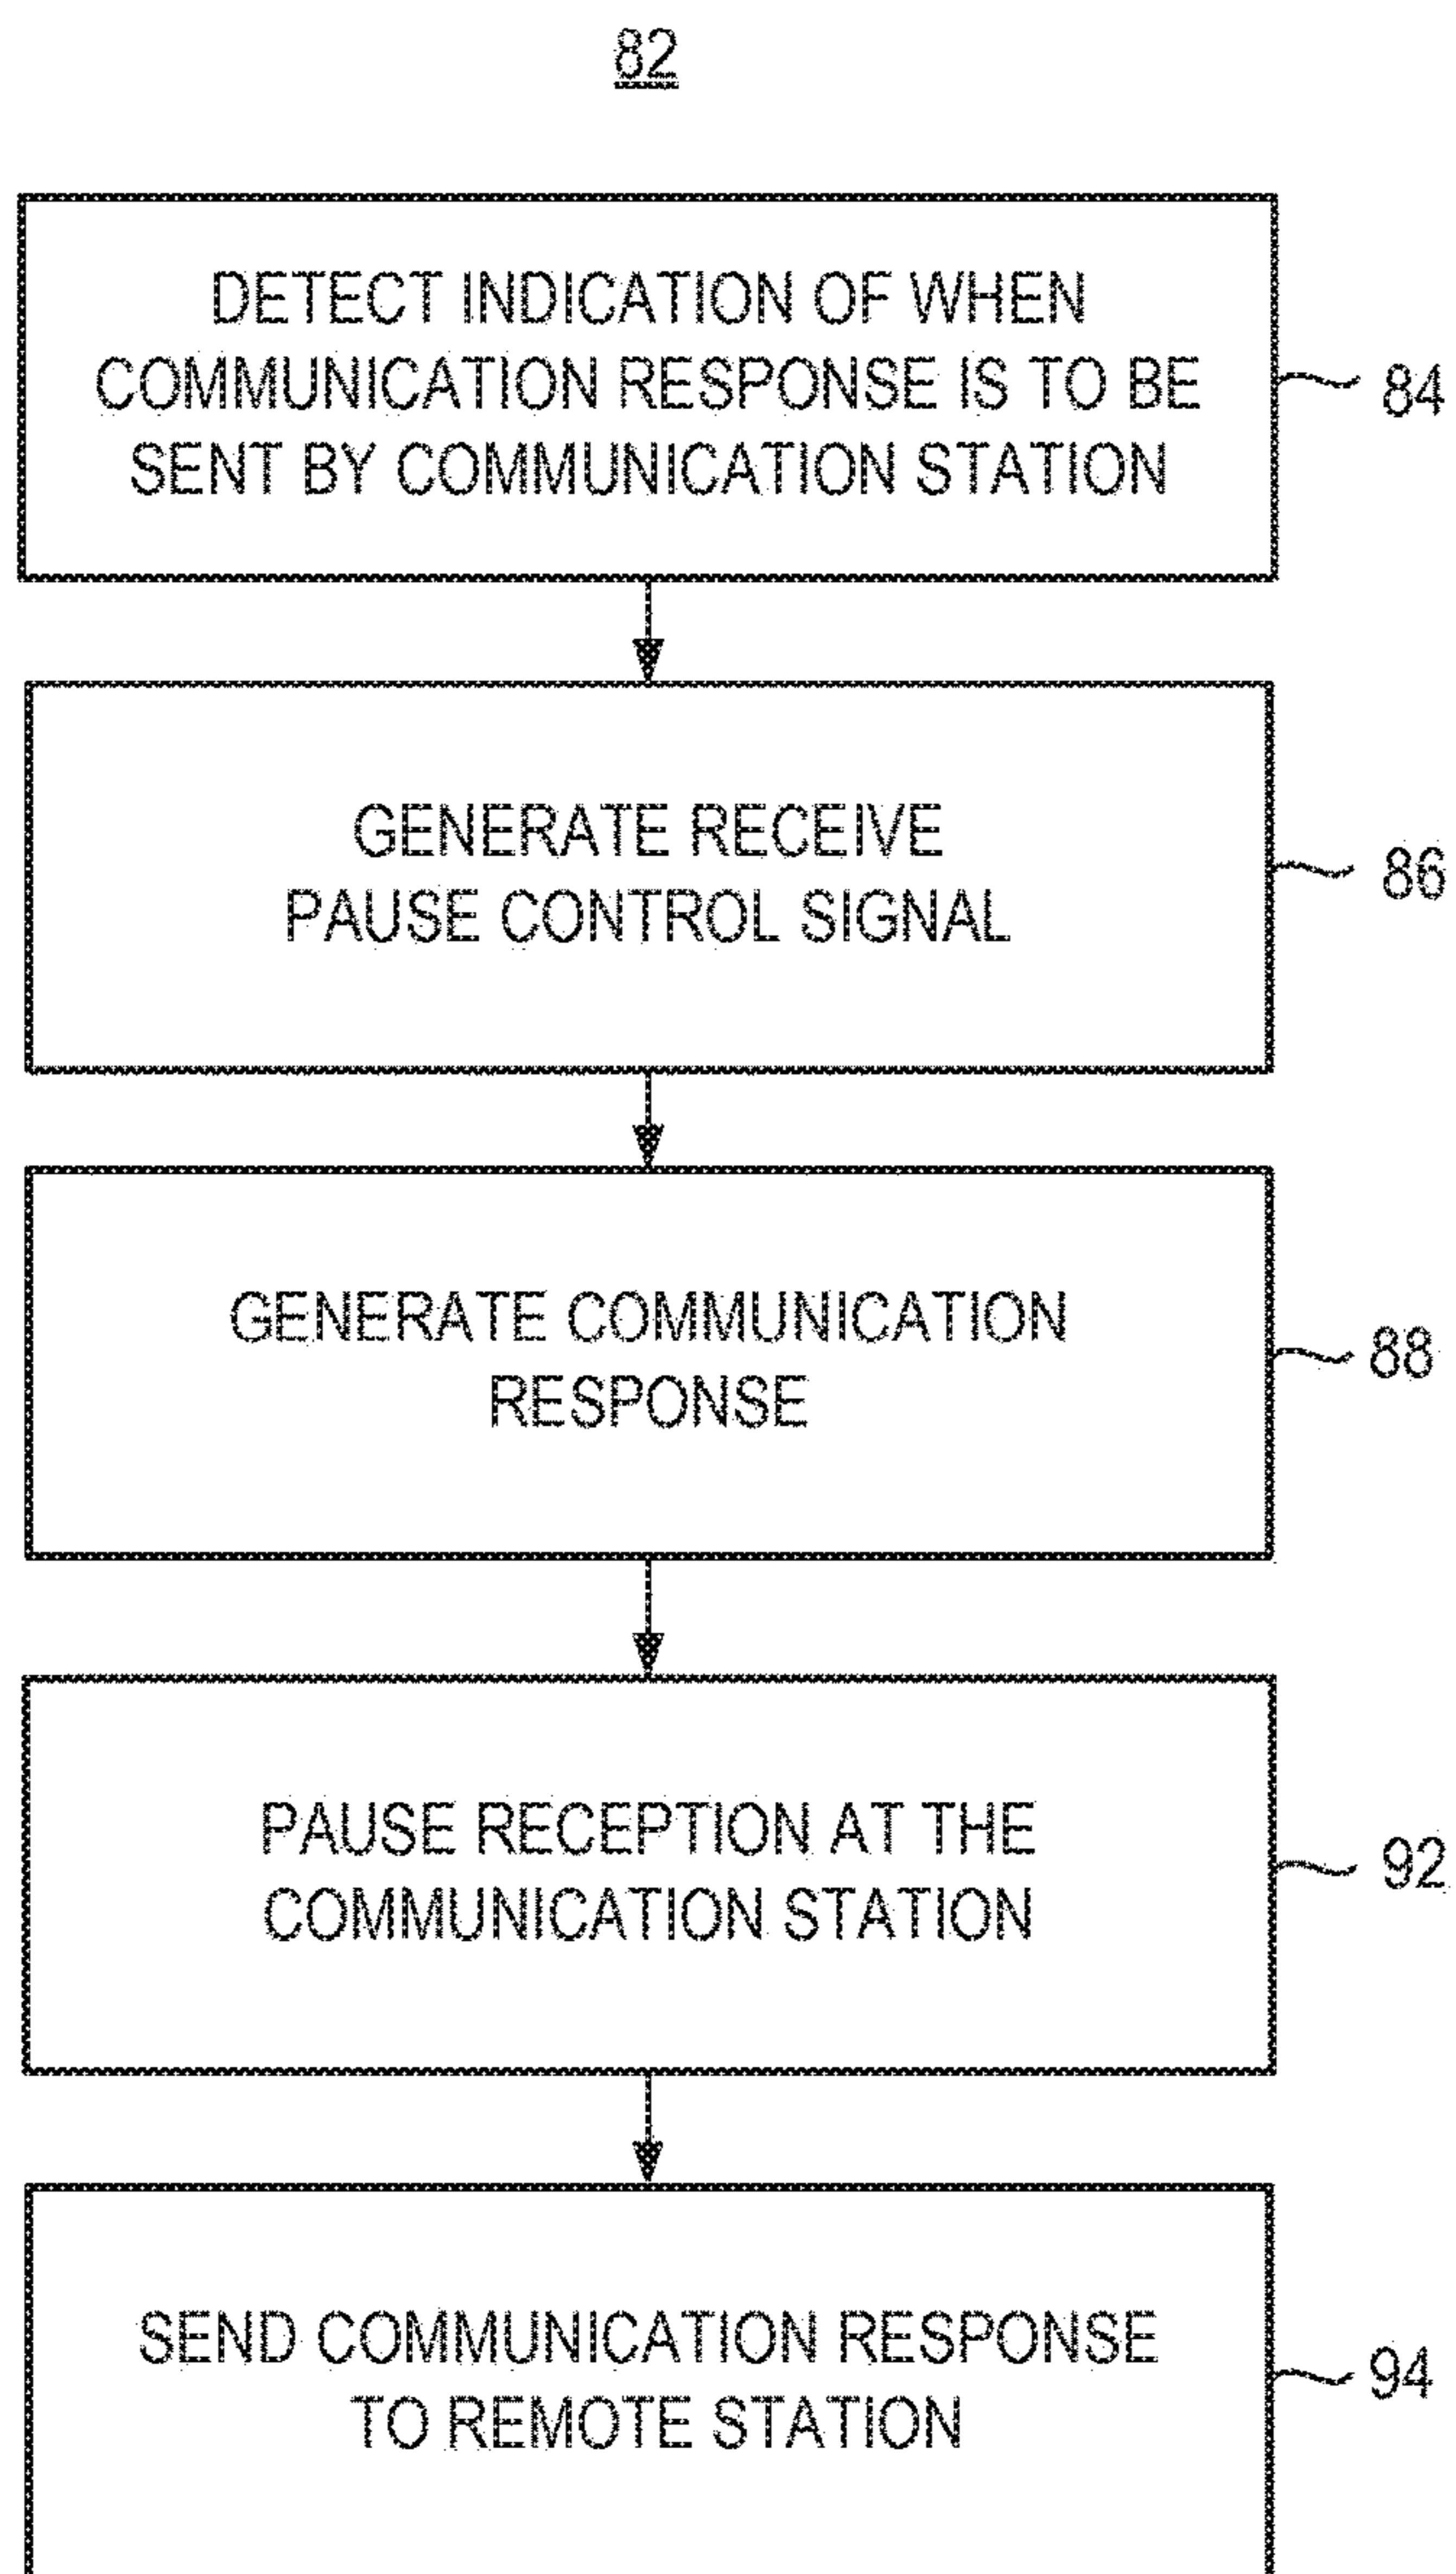 82
DETECT INDICATION OF WHEN
COMMUNICATION RESPONSE IS TO BE
SENT BY COMMUNICATION STATION
84
GENERATE RECEIVE
PAUSE CONTROL SIGNAL
86
GENERATE COMMUNICATION
RESPONSE
88
PAUSE RECEPTION AT THE
COMMUNICATION STATION
92
SEND COMMUNICATION RESPONSE
TO REMOTE STATION
94